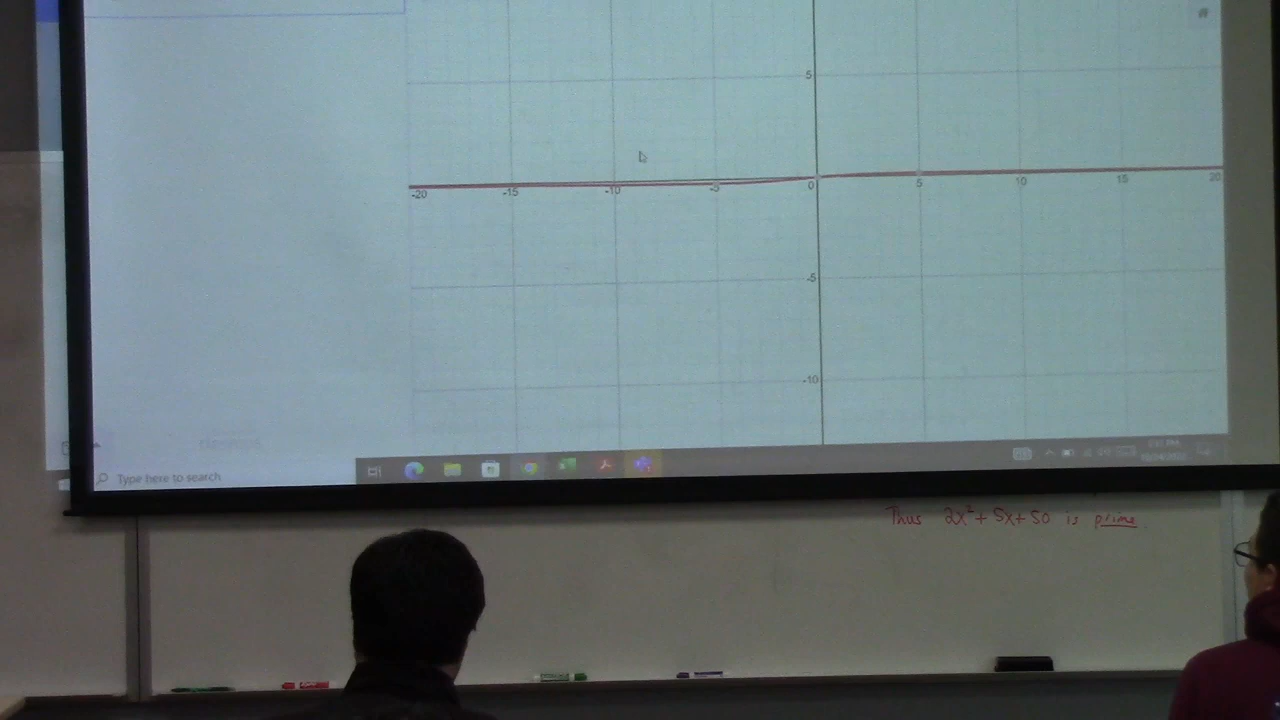 5
-20 -15 -10 -5 0 5 10 15 20
-5
-10
Type here to search
Thus 2x²+5x+50 is prime.